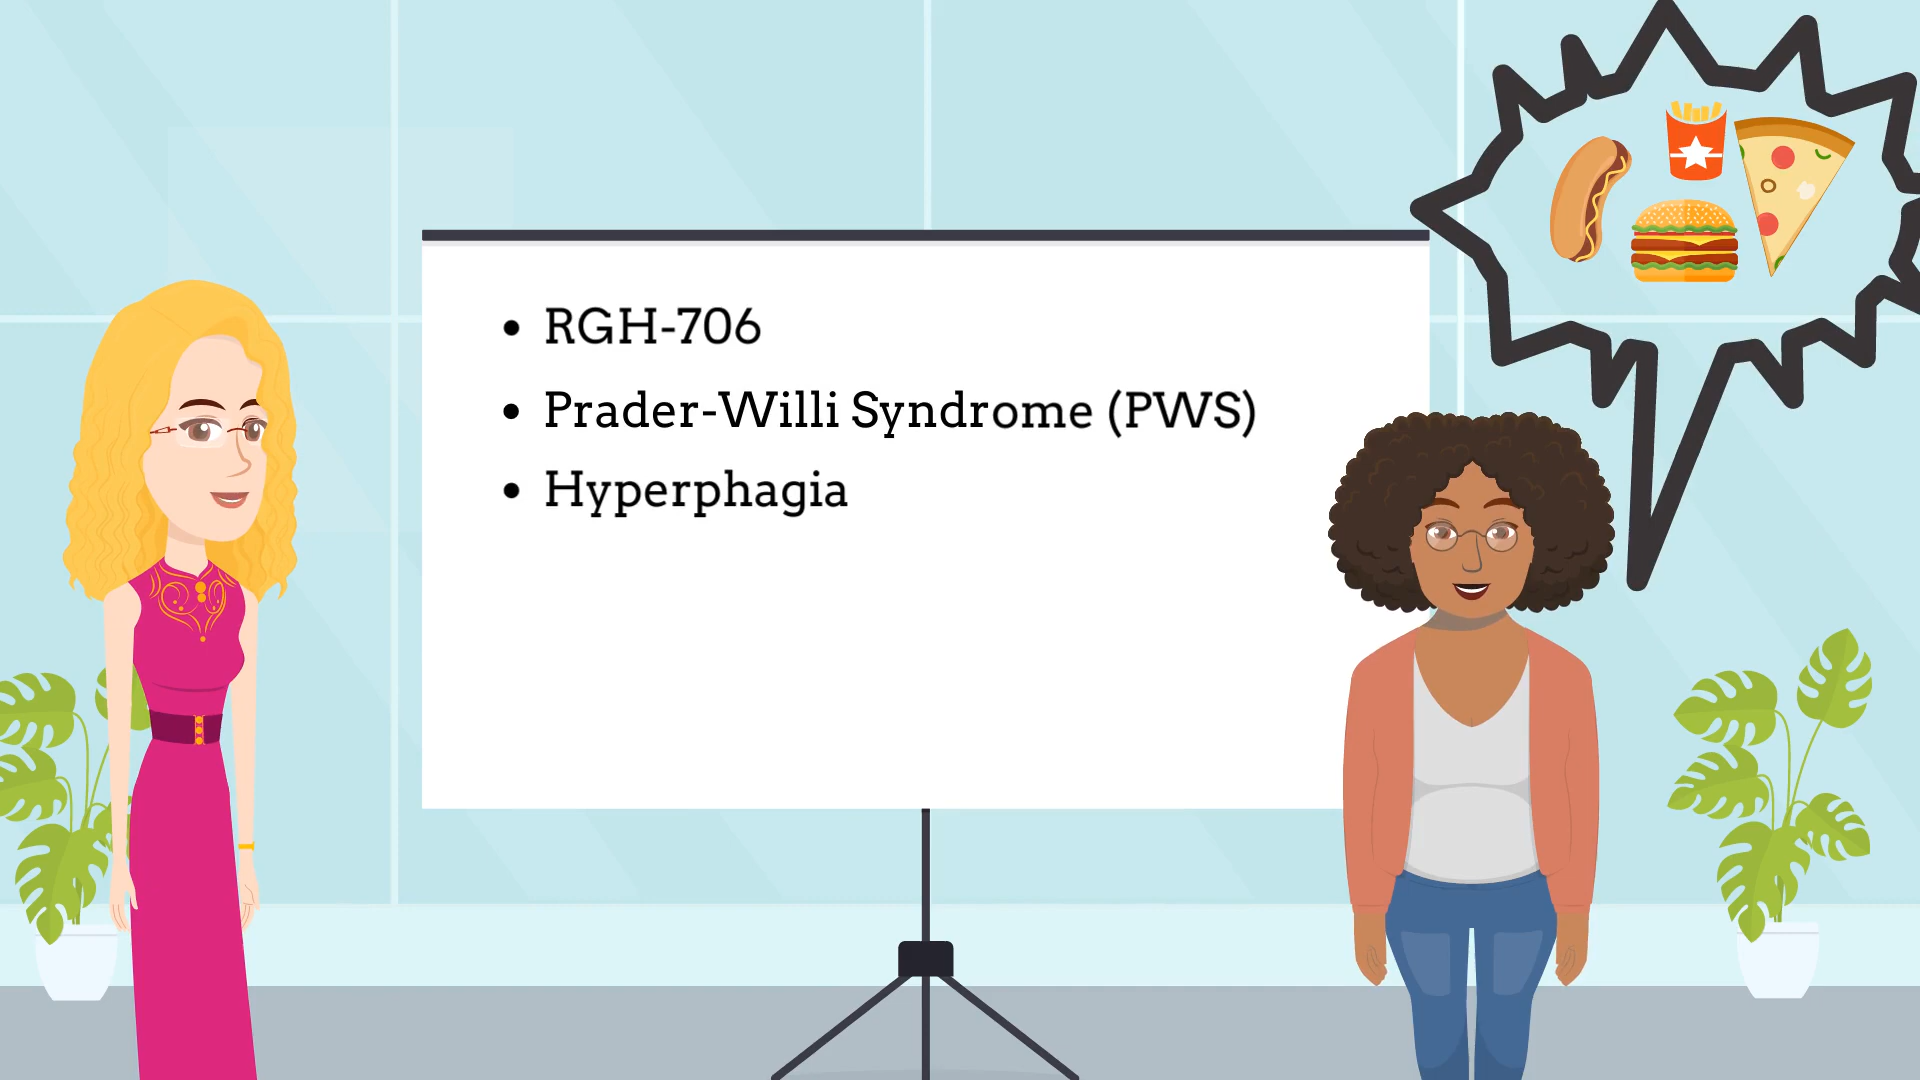 • RGH-706
• Prader-Willi Syndrome (PWS)
• Hyperphagia